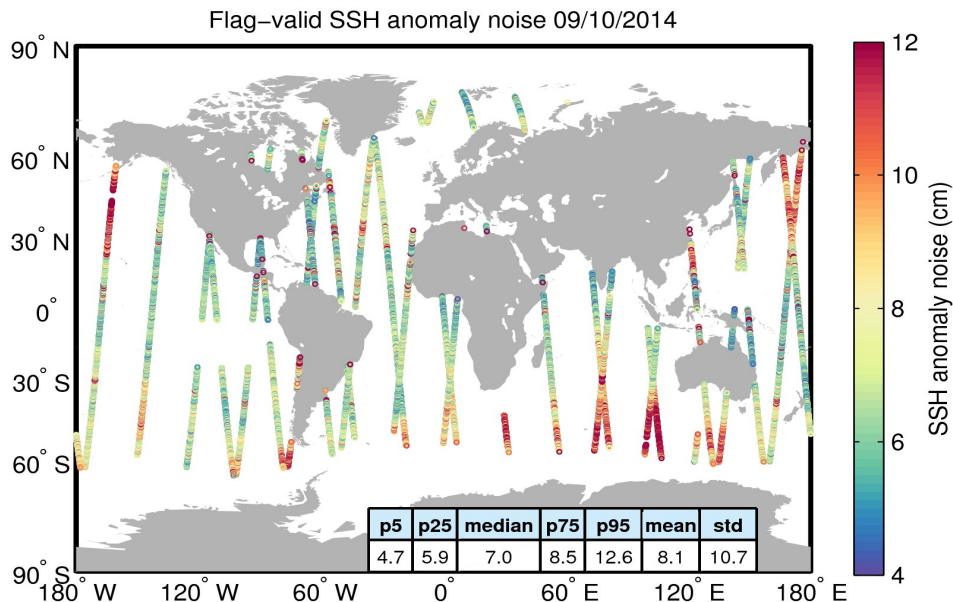 Flag−valid SSH anomaly noise 09/10/2014
90° N
60° N
30° N
0°
30° S
60° S
90° S
180° W
120° W
60° W
0°
60° E
120° E
180° E
p5 p25 median p75 p95 mean std
4.7 5.9 7.0 8.5 12.6 8.1 10.7
12
10
8
6
4
SSH anomaly noise (cm)